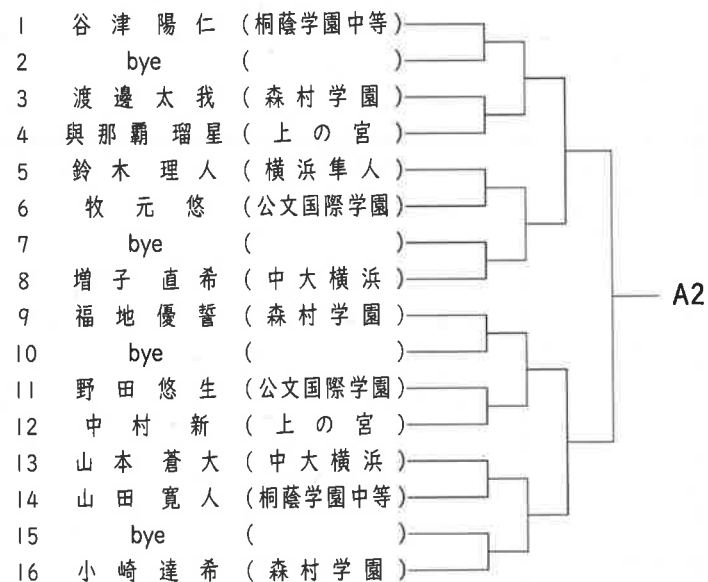 1 谷津陽仁 (桐蔭学園中等)
2 bye ( )
3 渡邊太我 (森村学園)
4 與那覇瑠星 (上の宮)
5 鈴木理人 (横浜隼人)
6 牧元悠 (公文国際学園)
7 bye ( )
8 増子直希 (中大横浜)
9 福地優誓 (森村学園)
10 bye ( )
11 野田悠生 (公文国際学園)
12 中村新 (上の宮)
13 山本蒼大 (中大横浜)
14 山田寛人 (桐蔭学園中等)
15 bye ( )
16 小崎達希 (森村学園)
A2